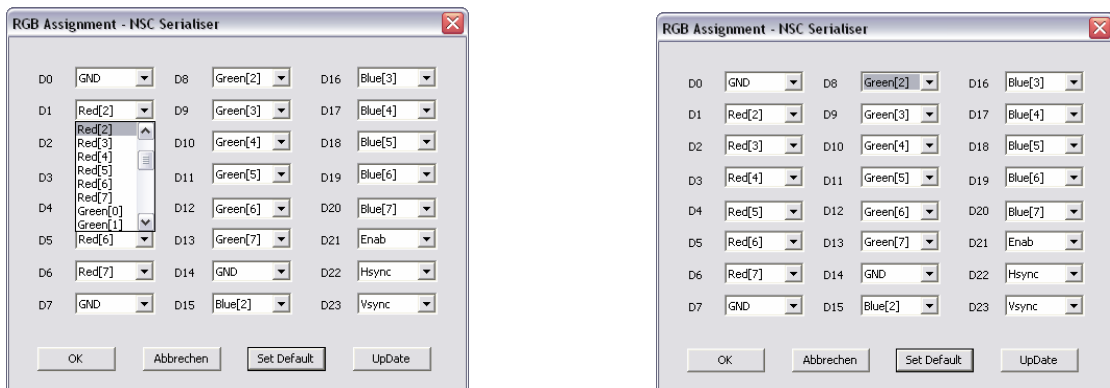 RGB Assignment - NSC Serialiser
D0 GND D8 Green[2] D16 Blue[3]
D1 Red[2] D9 Green[3] D17 Blue[4]
Red[2]
D2 Red[3] D10 Green[4] D18 Blue[5]
Red[4]
Red[5]
D3 Red[6] D11 Green[5] D19 Blue[6]
Red[7]
D4 Green[0] D12 Green[6] D20 Blue[7]
Green[1]
D5 Red[6] D13 Green[7] D21 Enab
D6 Red[7] D14 GND D22 Hsync
D7 GND D15 Blue[2] D23 Vsync
OK Abbrechen Set Default UpDate
RGB Assignment - NSC Serialiser
D0 GND D8 Green[2] D16 Blue[3]
D1 Red[2] D9 Green[3] D17 Blue[4]
D2 Red[3] D10 Green[4] D18 Blue[5]
D3 Red[4] D11 Green[5] D19 Blue[6]
D4 Red[5] D12 Green[6] D20 Blue[7]
D5 Red[6] D13 Green[7] D21 Enab
D6 Red[7] D14 GND D22 Hsync
D7 GND D15 Blue[2] D23 Vsync
OK Abbrechen Set Default UpDate